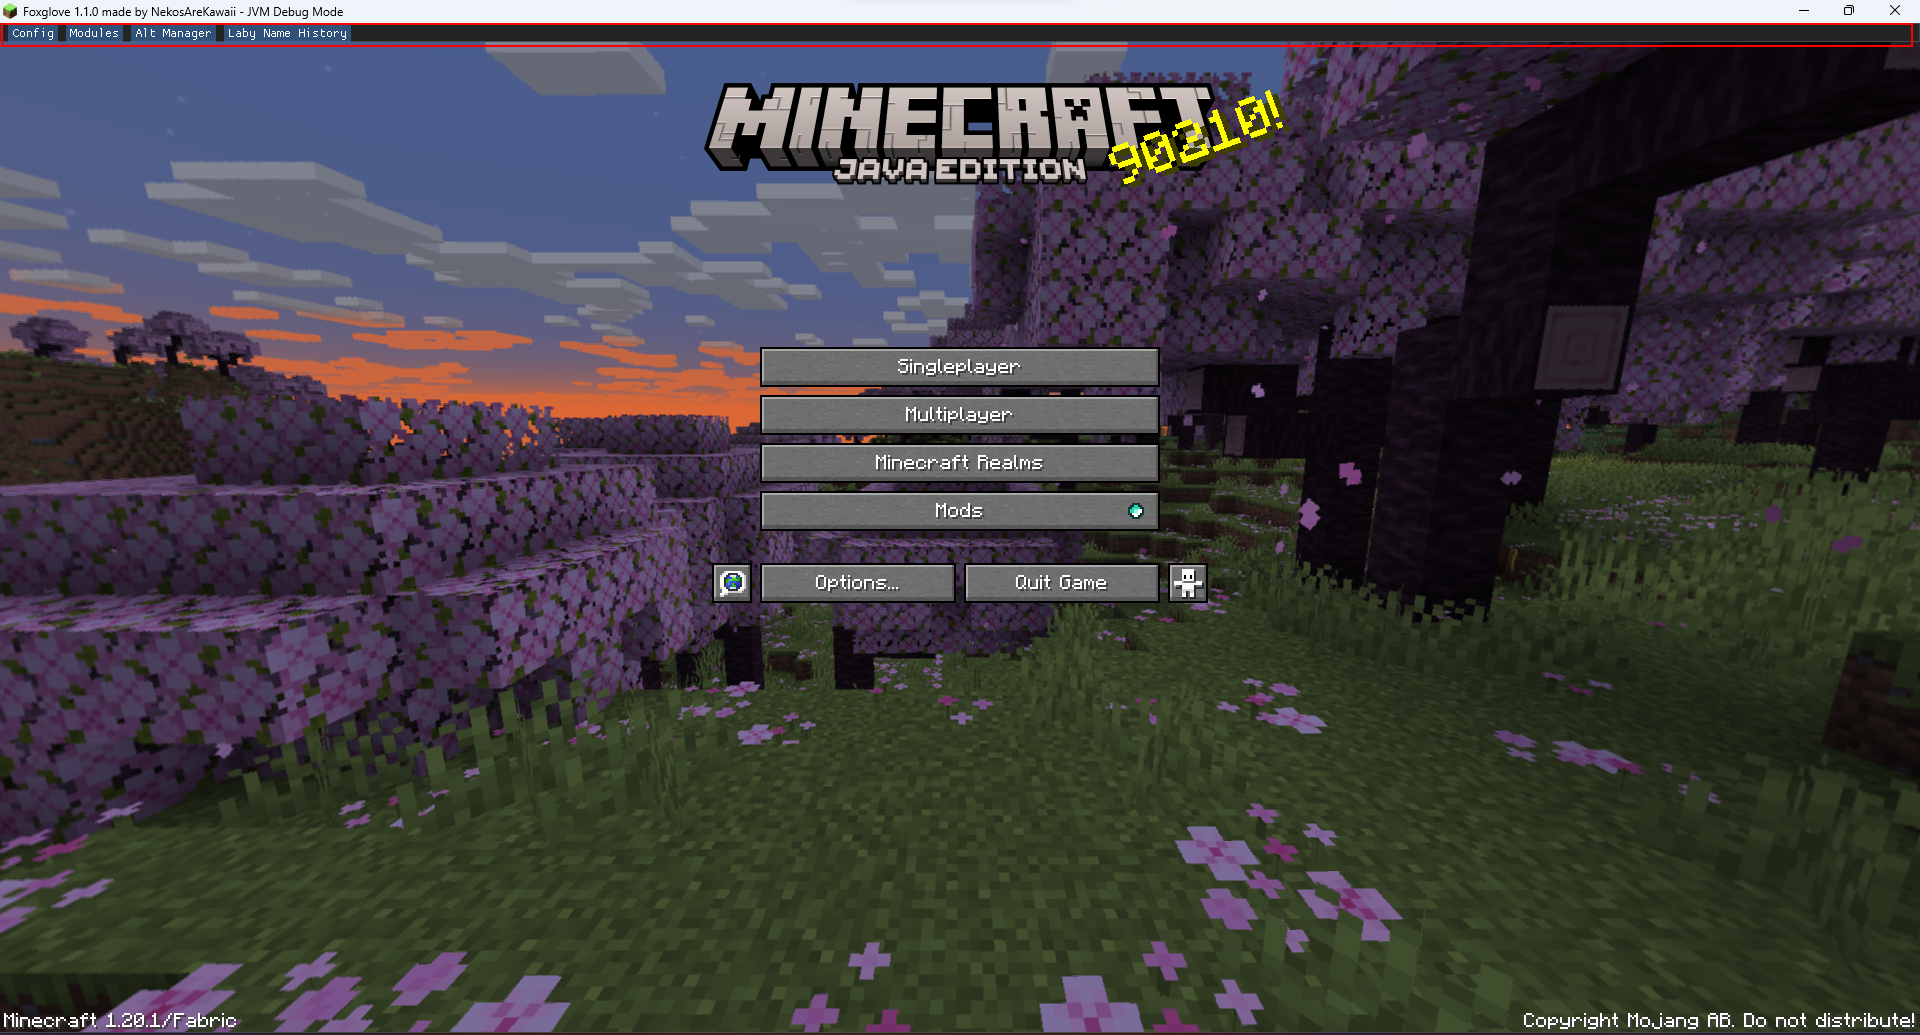 Foxglove 1.1.0 made by NekosAreKawaii - JVM Debug Mode
Config Modules Alt Manager Laby Name History
MINECRAFT
JAVA EDITION
90210!
Singleplayer
Multiplayer
Minecraft Realms
Mods
Options... Quit Game
Minecraft 1.20.1/Fabric
Copyright Mojang AB. Do not distribute!